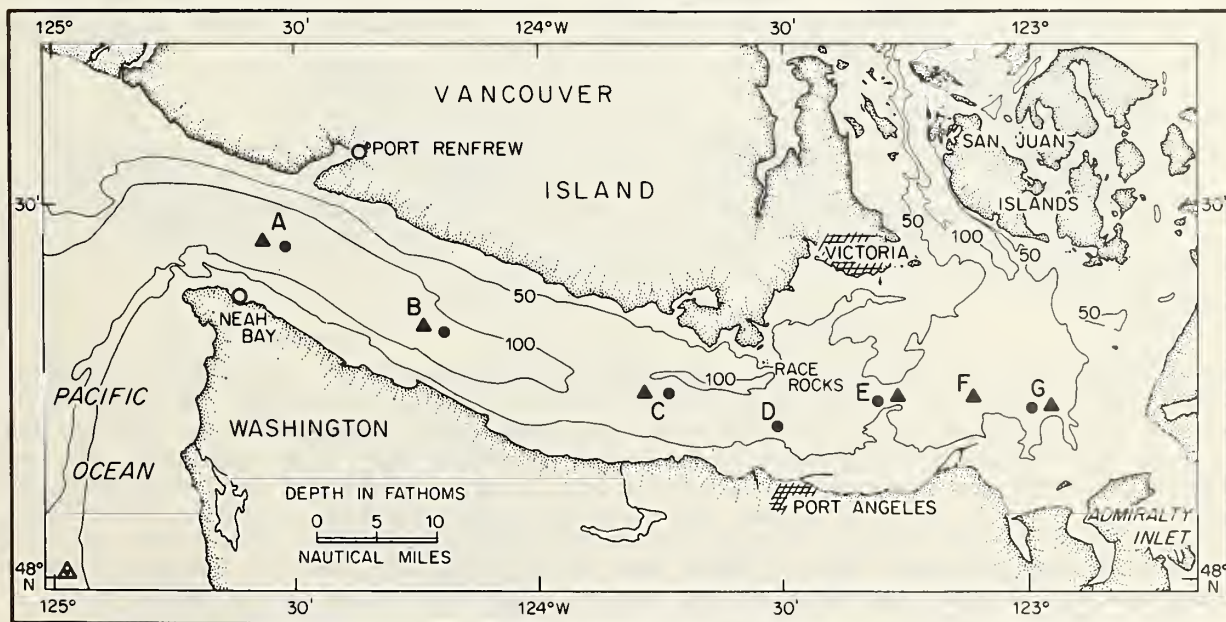 125° 30' 124°W 30' 123°
VANCOUVER
PORT RENFREW
SAN JUAN
ISLAND
ISLANDS
30' 30'
A
50
100
50
VICTORIA
B
50
50
NEAH
BAY
100
RACE
ROCKS
100
PACIFIC
C
D
E
F
G
WASHINGTON
OCEAN
DEPTH IN FATHOMS
0 5 10
NAUTICAL MILES
PORT ANGELES
ADMIRALTY
INLET
48°
N
48°
N
125° 30' 124°W 30' 123°